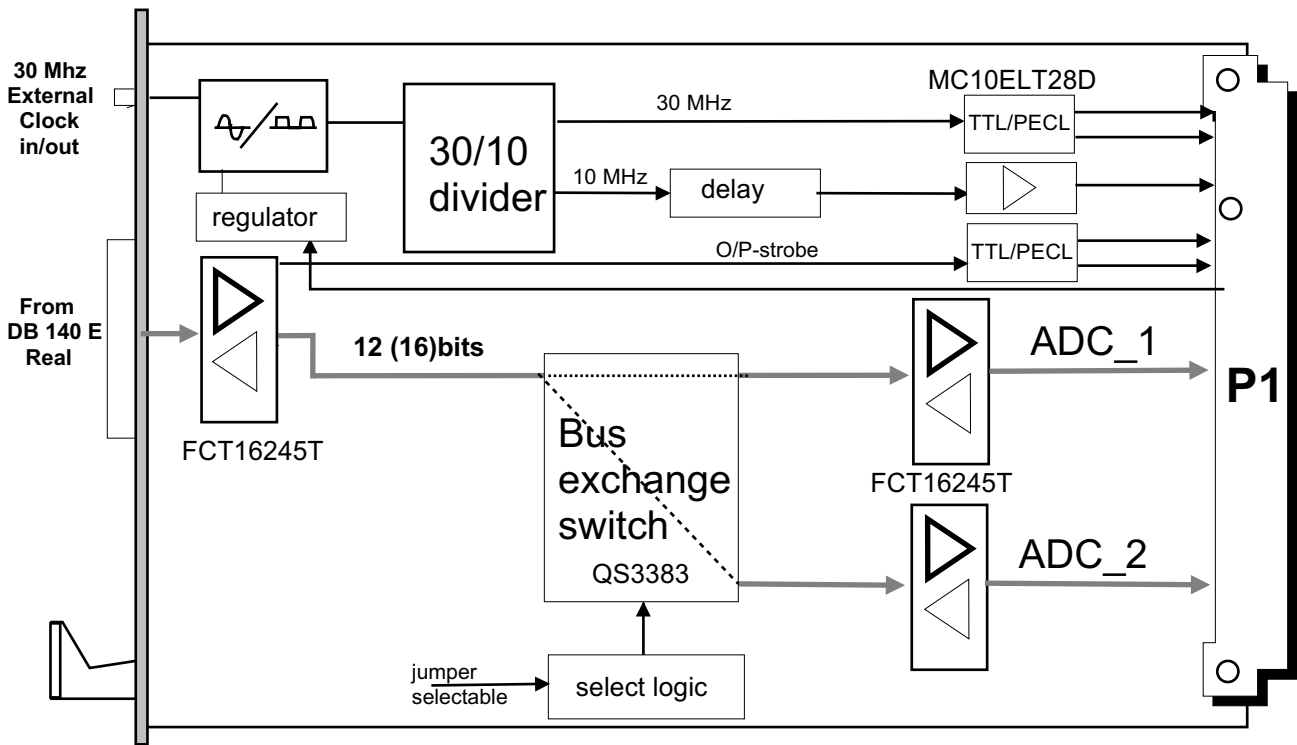 30 Mhz
External
Clock
in/out
MC10ELT28D
30 MHz
TTL/PECL
30/10
divider
10 MHz
delay
regulator
O/P-strobe
TTL/PECL
From
DB 140 E
Real
12 (16)bits
ADC_1
P1
FCT16245T
Bus
exchange
switch
QS3383
FCT16245T
ADC_2
jumper
selectable
select logic